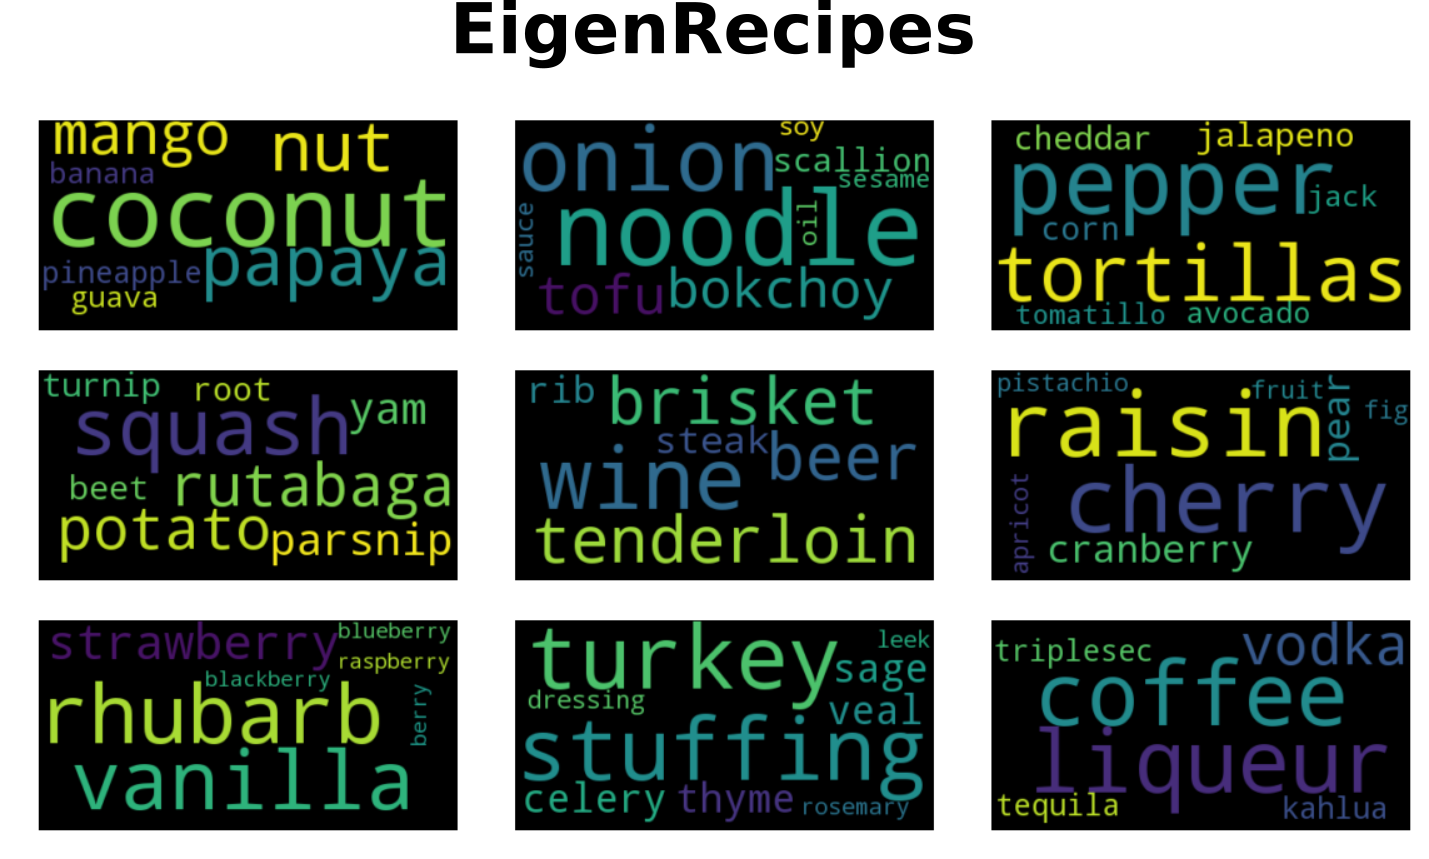 EigenRecipes
mango nut
banana
coconut
pineapple papaya
guava
soy
onion scallion
sesame
sauce noodle oil
tofu bokchoy
cheddar jalapeno
pepper jack
corn
tortillas
tomatillo avocado
turnip root
squash yam
beet rutabaga
potato parsnip
rib brisket
steak beer
wine
tenderloin
pistachio fruit pear fig
raisin
apricot cherry
cranberry
strawberry blueberry
raspberry
blackberry
rhubarb berry
vanilla
turkey leek
sage
dressing veal
stuffing
celery thyme rosemary
triplesec vodka
coffee
liqueur
tequila kahlua